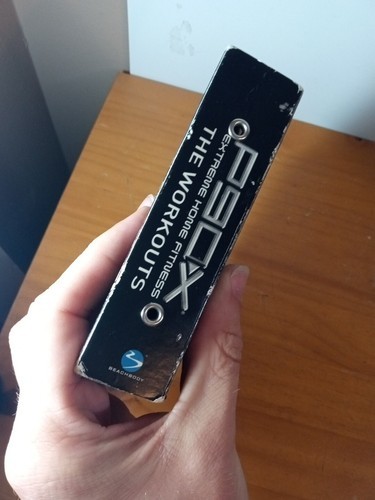 P90X
EXTREME HOME FITNESS
THE WORKOUTS
BEACHBODY